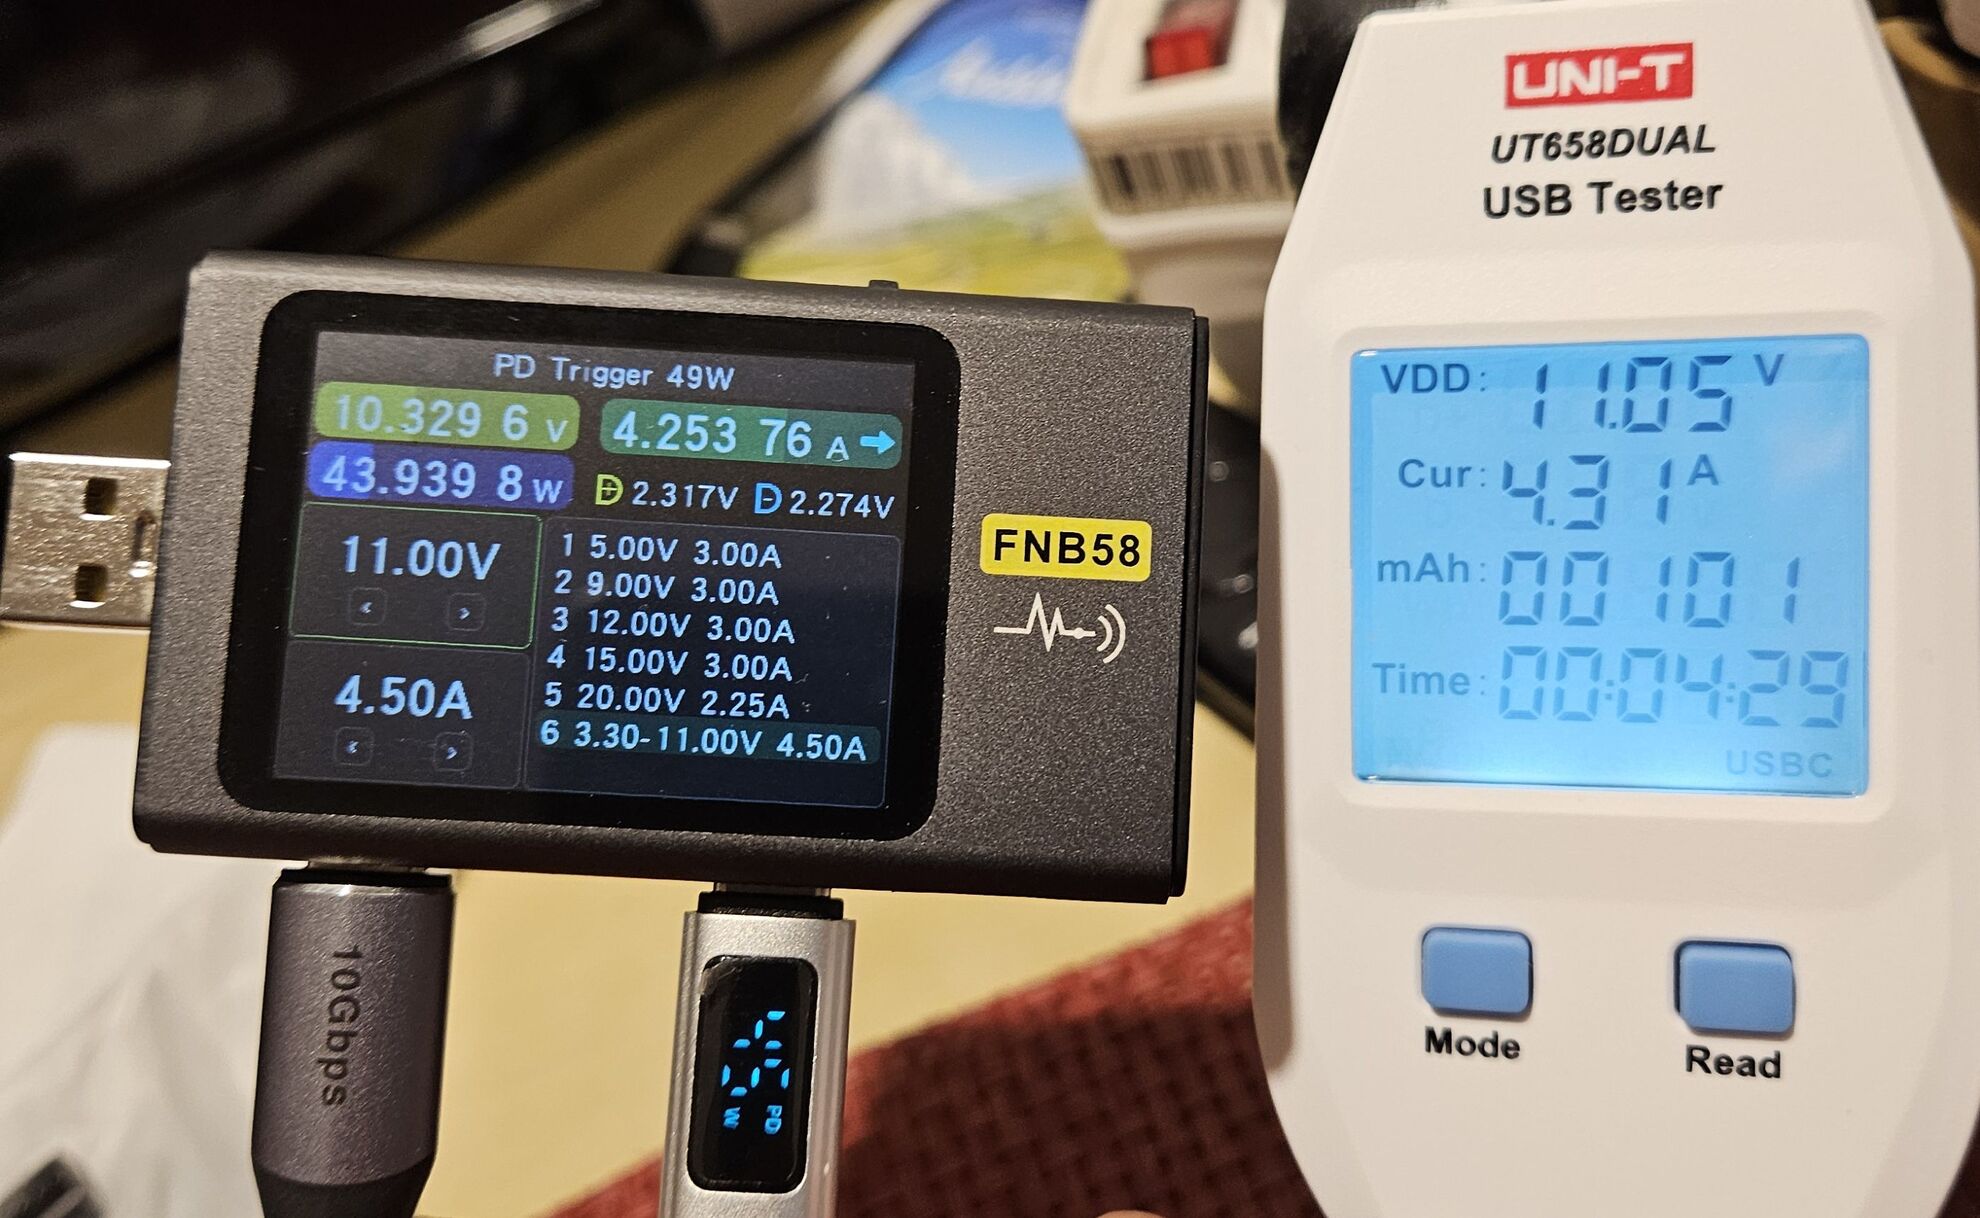 PD Trigger 49W
10.329 6 V
4.253 76 A
43.939 8 W
D+ 2.317V D- 2.274V
11.00V
4.50A
1 5.00V 3.00A
2 9.00V 3.00A
3 12.00V 3.00A
4 15.00V 3.00A
5 20.00V 2.25A
6 3.30-11.00V 4.50A
FNB58
10Gbps
PD
W
UNI-T
UT658DUAL
USB Tester
VDD: 11.05 V
Cur: 4.31 A
mAh: 00101
Time: 00:04:29
USBC
Mode
Read